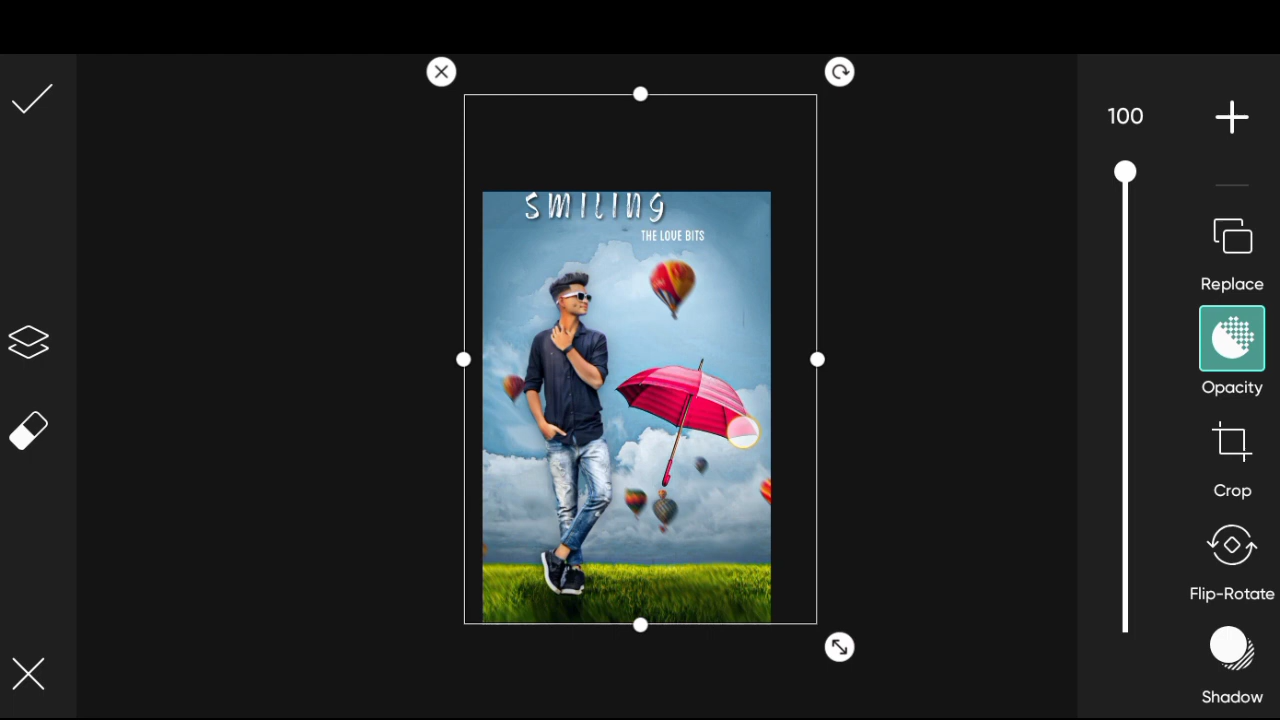 100
SMILING
THE LOVE BITS
Replace
Opacity
Crop
Flip-Rotate
Shadow